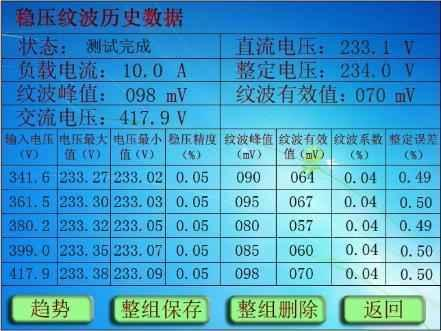 稳压纹波历史数据
状态： 测试完成 直流电压：233.1 V
负载电流：10.0 A 整定电压：234.0 V
纹波峰值： 098 mV 纹波有效值：070 mV
交流电压：417.9 V
输入电压 电压最大 电压最小 稳压精度 纹波峰值 纹波有效 纹波系数 整定误差
(V) 值(V) 值(V) (%) (mV) 值(mV) (%) (%)
341.6 233.27 233.02 0.05 090 064 0.04 0.49
361.5 233.30 233.03 0.05 095 067 0.04 0.50
380.2 233.32 233.05 0.05 080 057 0.04 0.49
399.0 233.35 233.07 0.05 085 060 0.04 0.50
417.9 233.38 233.09 0.05 098 070 0.04 0.50
趋势 整组保存 整组删除 返回